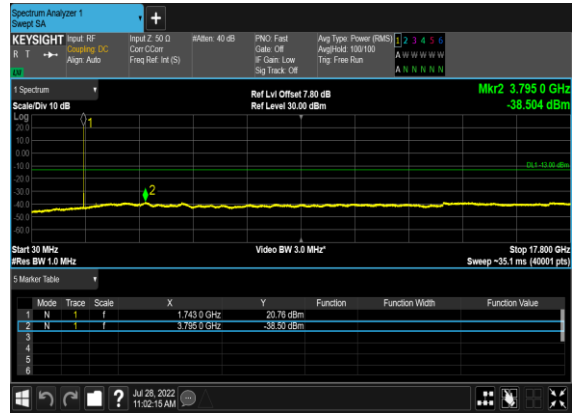 Spectrum Analyzer 1
Swept SA
KEYSIGHT Input: RF Input Z: 50 Ω #Atten: 40 dB PNO: Fast Avg Type: Power (RMS) 1 2 3 4 5 6
R T Coupling: DC Corr CCorr Gate: Off Avg|Hold: 100/100 A W W W W W
Align: Auto Freq Ref: Int (S) IF Gain: Low Trig: Free Run
Sig Track: Off A N N N N N
1 Spectrum Ref Lvl Offset 7.80 dB Mkr2 3.795 0 GHz
Scale/Div 10 dB Ref Level 30.00 dBm -38.504 dBm
Log
20.0
10.0
0.00
-10.0
-20.0
-30.0
-40.0
-50.0
-60.0
1
DL1 -13.00 dBm
2
Start 30 MHz Video BW 3.0 MHz* Stop 17.800 GHz
#Res BW 1.0 MHz Sweep ~35.1 ms (40001 pts)
5 Marker Table
Mode Trace Scale X Y Function Function Width Function Value
1 N 1 f 1.743 0 GHz 20.76 dBm
2 N 1 f 3.795 0 GHz -38.50 dBm
3
4
5
6
? Jul 28, 2022
11:02:15 AM